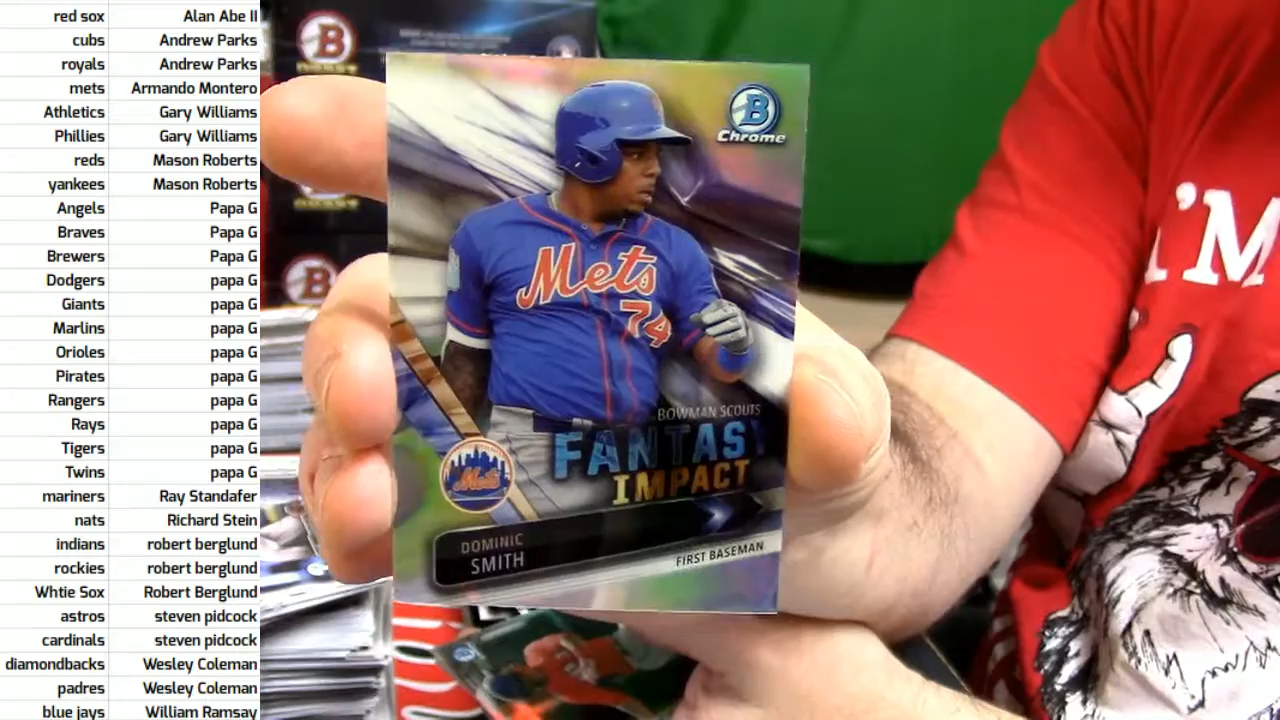 red sox Alan Abe II
cubs Andrew Parks
royals Andrew Parks
mets Armando Montero
Athletics Gary Williams
Phillies Gary Williams
reds Mason Roberts
yankees Mason Roberts
Angels Papa G
Braves Papa G
Brewers Papa G
Dodgers papa G
Giants papa G
Marlins papa G
Orioles papa G
Pirates papa G
Rangers papa G
Rays papa G
Tigers papa G
Twins papa G
mariners Ray Standafer
nats Richard Stein
indians robert berglund
rockies robert berglund
Whtie Sox Robert Berglund
astros steven pidcock
cardinals steven pidcock
diamondbacks Wesley Coleman
padres Wesley Coleman
blue jays William Ramsay
B
B
B
Chrome
Mets
74
BOWMAN SCOUTS
FANTASY
IMPACT
Mets
DOMINIC
SMITH
FIRST BASEMAN
'M